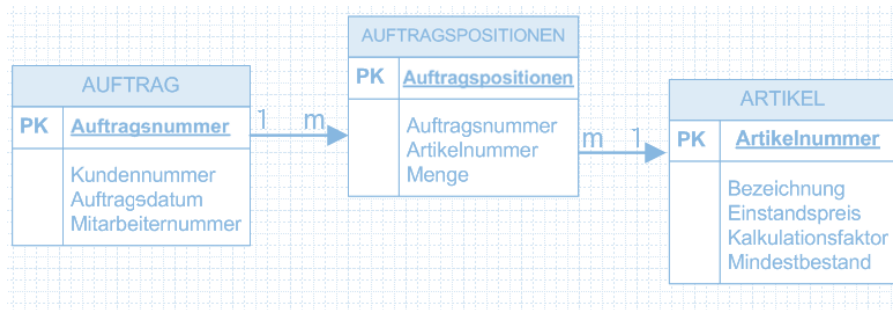 AUFTRAG
PK Auftragsnummer
Kundennummer
Auftragsdatum
Mitarbeiternummer
1 m
AUFTRAGSPOSITIONEN
PK Auftragspositionen
Auftragsnummer
Artikelnummer
Menge
m 1
ARTIKEL
PK Artikelnummer
Bezeichnung
Einstandspreis
Kalkulationsfaktor
Mindestbestand